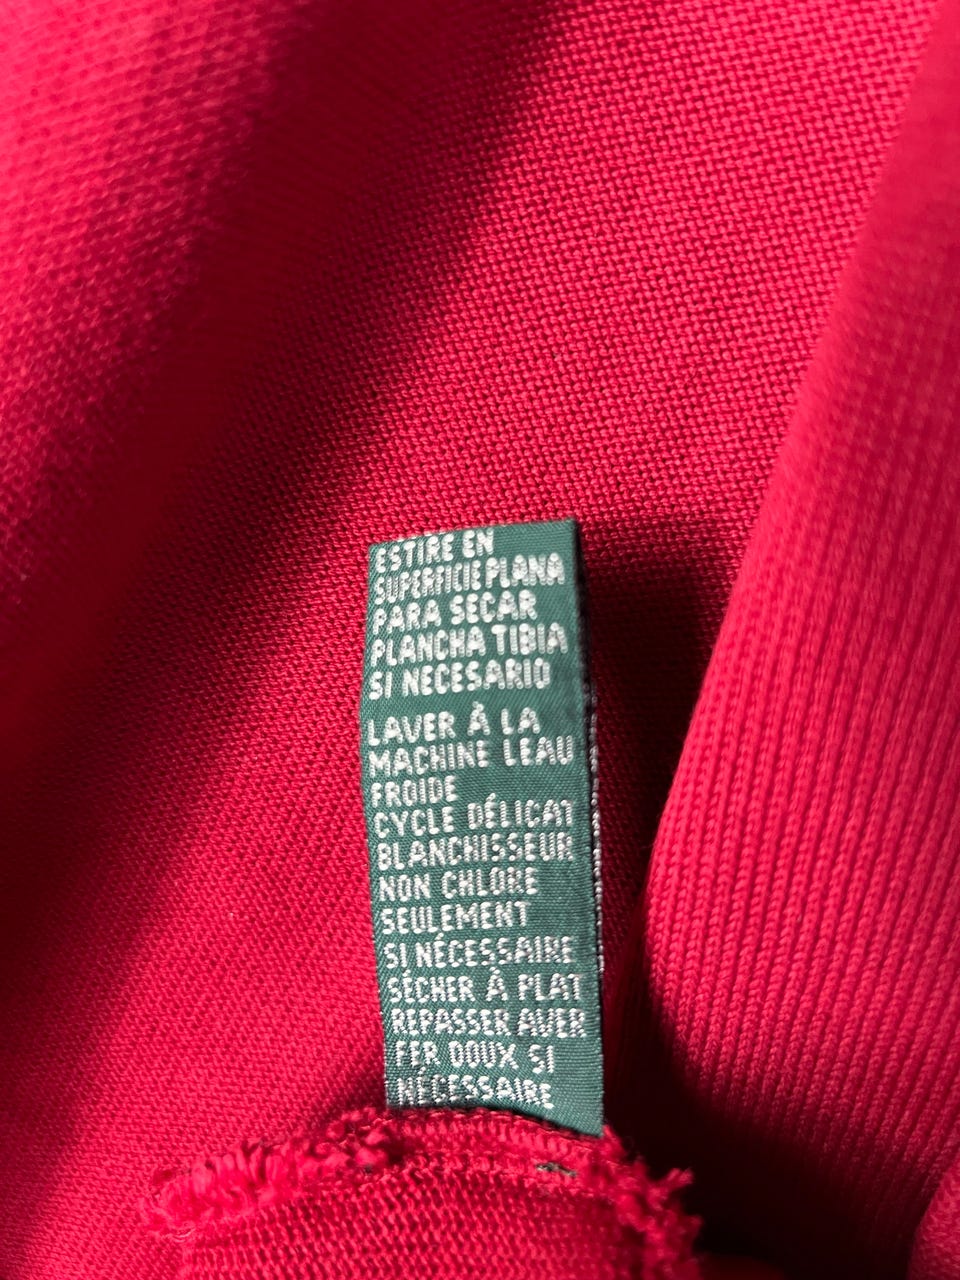 ESTIRE EN
SUPERFICIE PLANA
PARA SECAR
PLANCHA TIBIA
SI NECESARIO
LAVER À LA
MACHINE LEAU
FROIDE
CYCLE DÉLICAT
BLANCHISSEUR
NON CHLORE
SEULEMENT
SI NÉCESSAIRE
SÉCHER À PLAT
REPASSER AVER
FER DOUX SI
NÉCESSAIRE